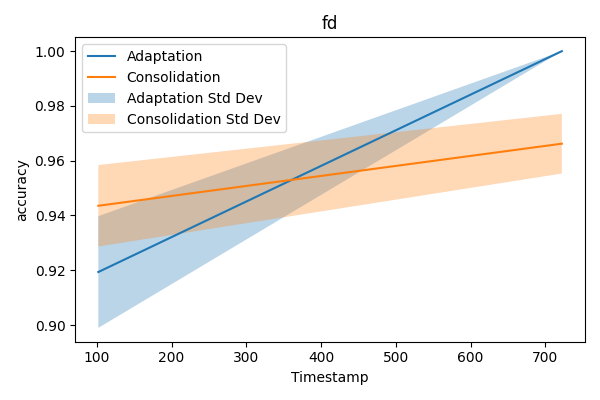 fd
1.00
0.98
0.96
0.94
0.92
0.90
accuracy
Adaptation
Consolidation
Adaptation Std Dev
Consolidation Std Dev
100 200 300 400 500 600 700
Timestamp